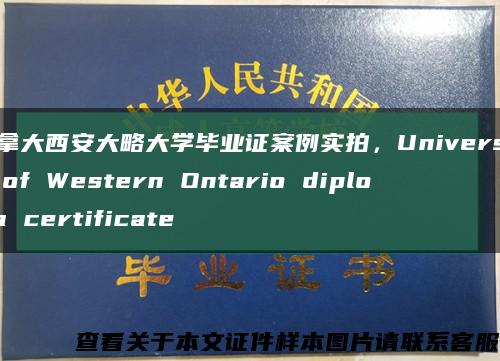 中华人民共和国
拿大西安大略大学毕业证案例实拍，Univers
of Western Ontario diplo
a certificate
毕业证书
查看关于本文证件样本图片请联系客服